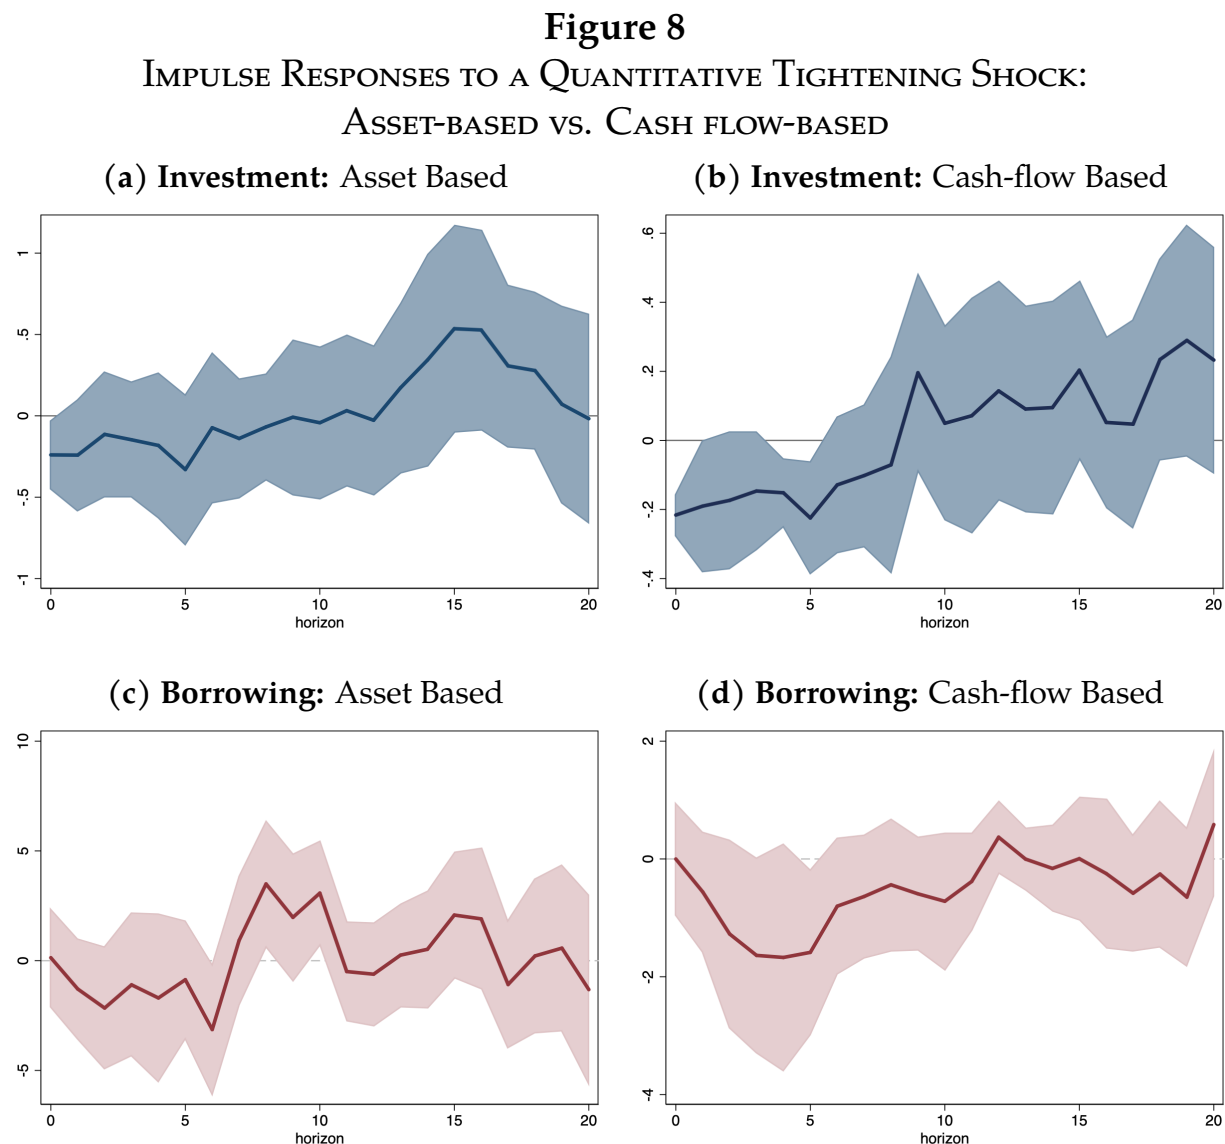 Figure 8
Impulse Responses to a Quantitative Tightening Shock:
Asset-based vs. Cash flow-based
(a) Investment: Asset Based
1
.5
0
-.5
-1
0 5 10 15 20
horizon
(b) Investment: Cash-flow Based
.6
.4
.2
0
-.2
-.4
0 5 10 15 20
horizon
(c) Borrowing: Asset Based
10
5
0
-5
0 5 10 15 20
horizon
(d) Borrowing: Cash-flow Based
2
0
-2
-4
0 5 10 15 20
horizon